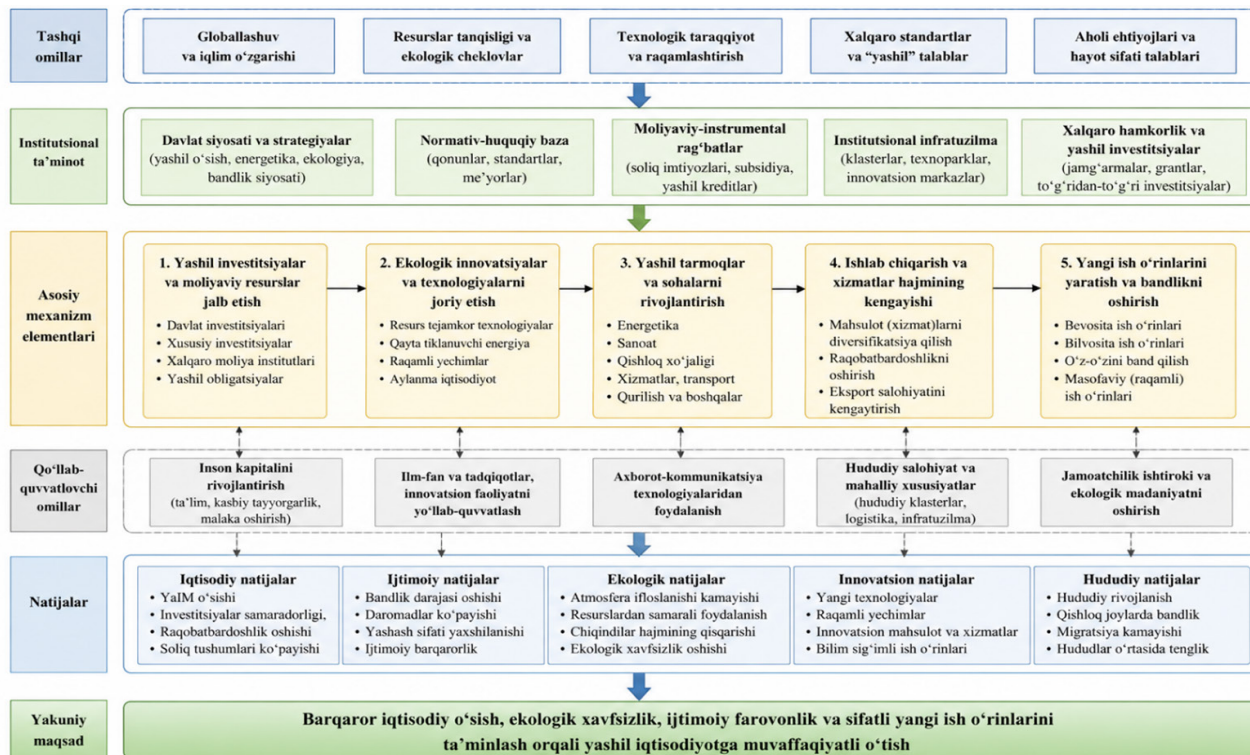 Tashqi
omillar
Globallashuv
va iqlim o‘zgarishi
Resurslar tanqisligi va
ekologik cheklovlar
Texnologik taraqqiyot
va raqamlashtirish
Xalqaro standartlar
va “yashil” talablar
Aholi ehtiyojlari va
hayot sifati talablari
Institutsional
ta’minot
Davlat siyosati va strategiyalar
(yashil o‘sish, energetika, ekologiya,
bandlik siyosati)
Normativ-huquqiy baza
(qonunlar, standartlar,
me’yorlar)
Moliyaviy-instrumental
rag‘batlar
(soliq imtiyozlari, subsidiya,
yashil kreditlar)
Institutsional infratuzilma
(klasterlar, texnoparklar,
innovatsion markazlar)
Xalqaro hamkorlik va
yashil investitsiyalar
(jamg‘armalar, grantlar,
to‘g‘ridan-to‘g‘ri investitsiyalar)
Asosiy
mexanizm
elementlari
1. Yashil investitsiyalar
va moliyaviy resurslar
jalb etish
• Davlat investitsiyalari
• Xususiy investitsiyalar
• Xalqaro moliya institutlari
• Yashil obligatsiyalar
2. Ekologik innovatsiyalar
va texnologiyalarni
joriy etish
• Resurs tejamkor texnologiyalar
• Qayta tiklanuvchi energiya
• Raqamli yechimlar
• Aylanma iqtisodiyot
3. Yashil tarmoqlar
va sohalarni
rivojlantirish
• Energetika
• Sanoat
• Qishloq xo‘jaligi
• Xizmatlar, transport
• Qurilish va boshqalar
4. Ishlab chiqarish va
xizmatlar hajmining
kengayishi
• Mahsulot (xizmat)larni
diversifikatsiya qilish
• Raqobatbardoshlikni
oshirish
• Eksport salohiyatini
kengaytirish
5. Yangi ish o‘rinlarini
yaratish va bandlikni
oshirish
• Bevosita ish o‘rinlari
• Bilvosita ish o‘rinlari
• O‘z-o‘zini band qilish
• Masofaviy (raqamli)
ish o‘rinlari
Qo‘llab-
quvvatlovchi
omillar
Inson kapitalini
rivojlantirish
(ta’lim, kasbiy tayyorgarlik,
malaka oshirish)
Ilm-fan va tadqiqotlar,
innovatsion faoliyatni
yo‘llab-quvvatlash
Axborot-kommunikatsiya
texnologiyalaridan
foydalanish
Hududiy salohiyat va
mahalliy xususiyatlar
(hududiy klasterlar,
logistika, infratuzilma)
Jamoatchilik ishtiroki va
ekologik madaniyatni
oshirish
Natijalar
Iqtisodiy natijalar
• YaIM o‘sishi
• Investitsiyalar samaradorligi,
• Raqobatbardoshlik oshishi
• Soliq tushumlari ko‘payishi
Ijtimoiy natijalar
• Bandlik darajasi oshishi
• Daromadlar ko‘payishi
• Yashash sifati yaxshilanishi
• Ijtimoiy barqarorlik
Ekologik natijalar
• Atmosfera ifloslanishi kamayishi
• Resurslardan samarali foydalanish
• Chiqindilar hajmining qisqarishi
• Ekologik xavfsizlik oshishi
Innovatsion natijalar
• Yangi texnologiyalar
• Raqamli yechimlar
• Innovatsion mahsulot va xizmatlar
• Bilim sig‘imli ish o‘rinlari
Hududiy natijalar
• Hududiy rivojlanish
• Qishloq joylarda bandlik
• Migratsiya kamayishi
• Hududlar o‘rtasida tenglik
Yakuniy
maqsad
Barqaror iqtisodiy o‘sish, ekologik xavfsizlik, ijtimoiy farovonlik va sifatli yangi ish o‘rinlarini
ta’minlash orqali yashil iqtisodiyotga muvaffaqiyatli o‘tish